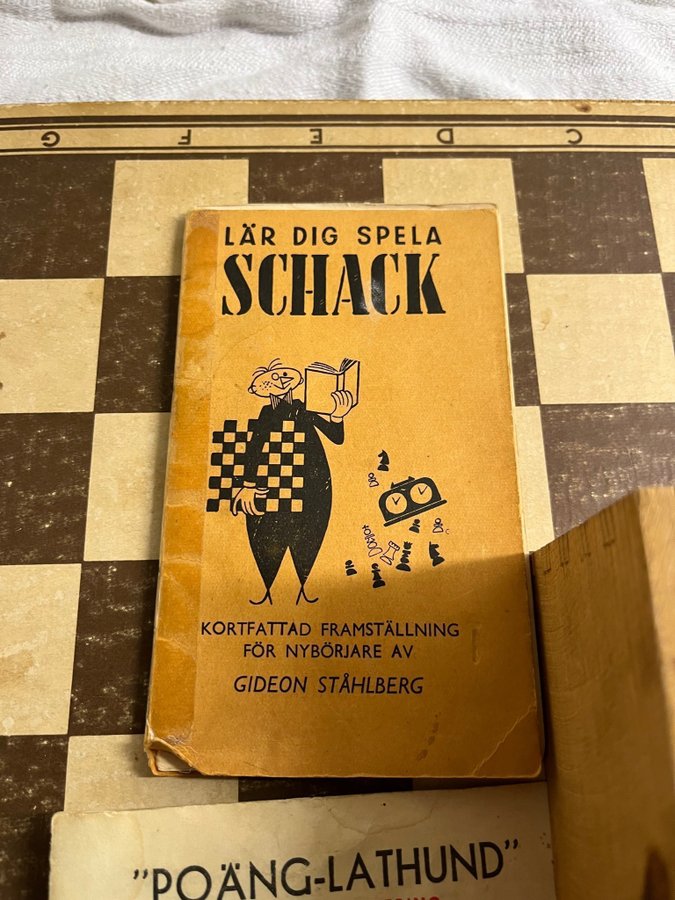 G F E D C
LÄR DIG SPELA
SCHACK
KORTFATTAD FRAMSTÄLLNING
FÖR NYBÖRJARE AV
GIDEON STÅHLBERG
"POÄNG-LATHUND"